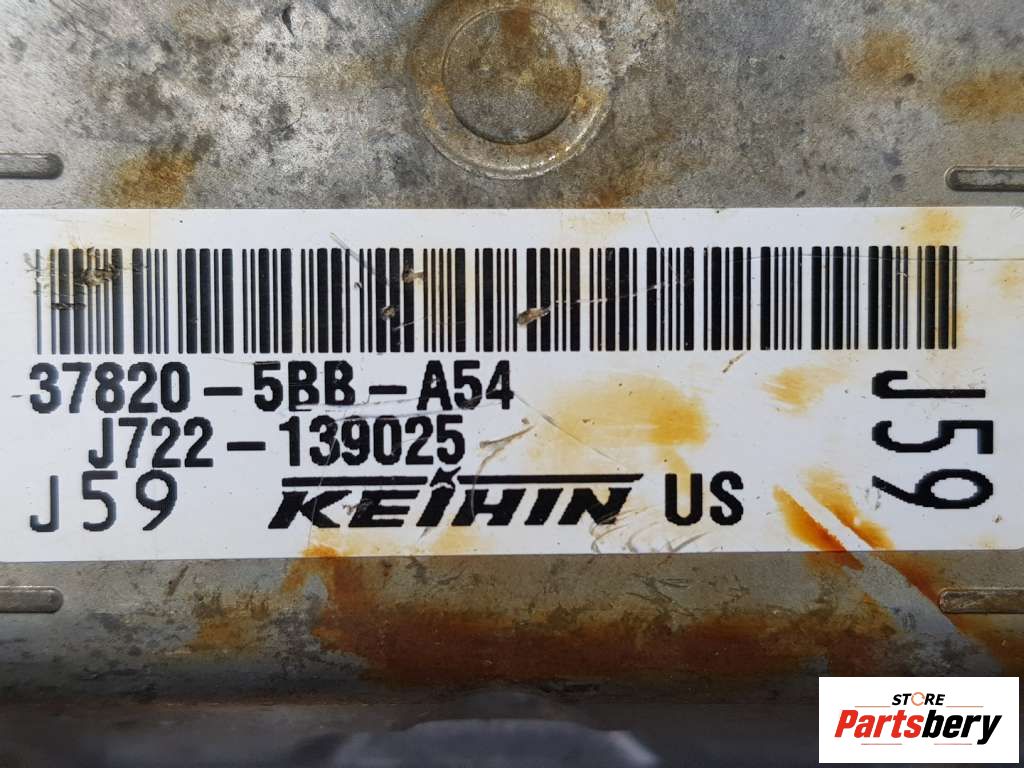 37820-5BB-A54
J722-139025
J59 KEIHIN US
J59
STORE
Partsbery